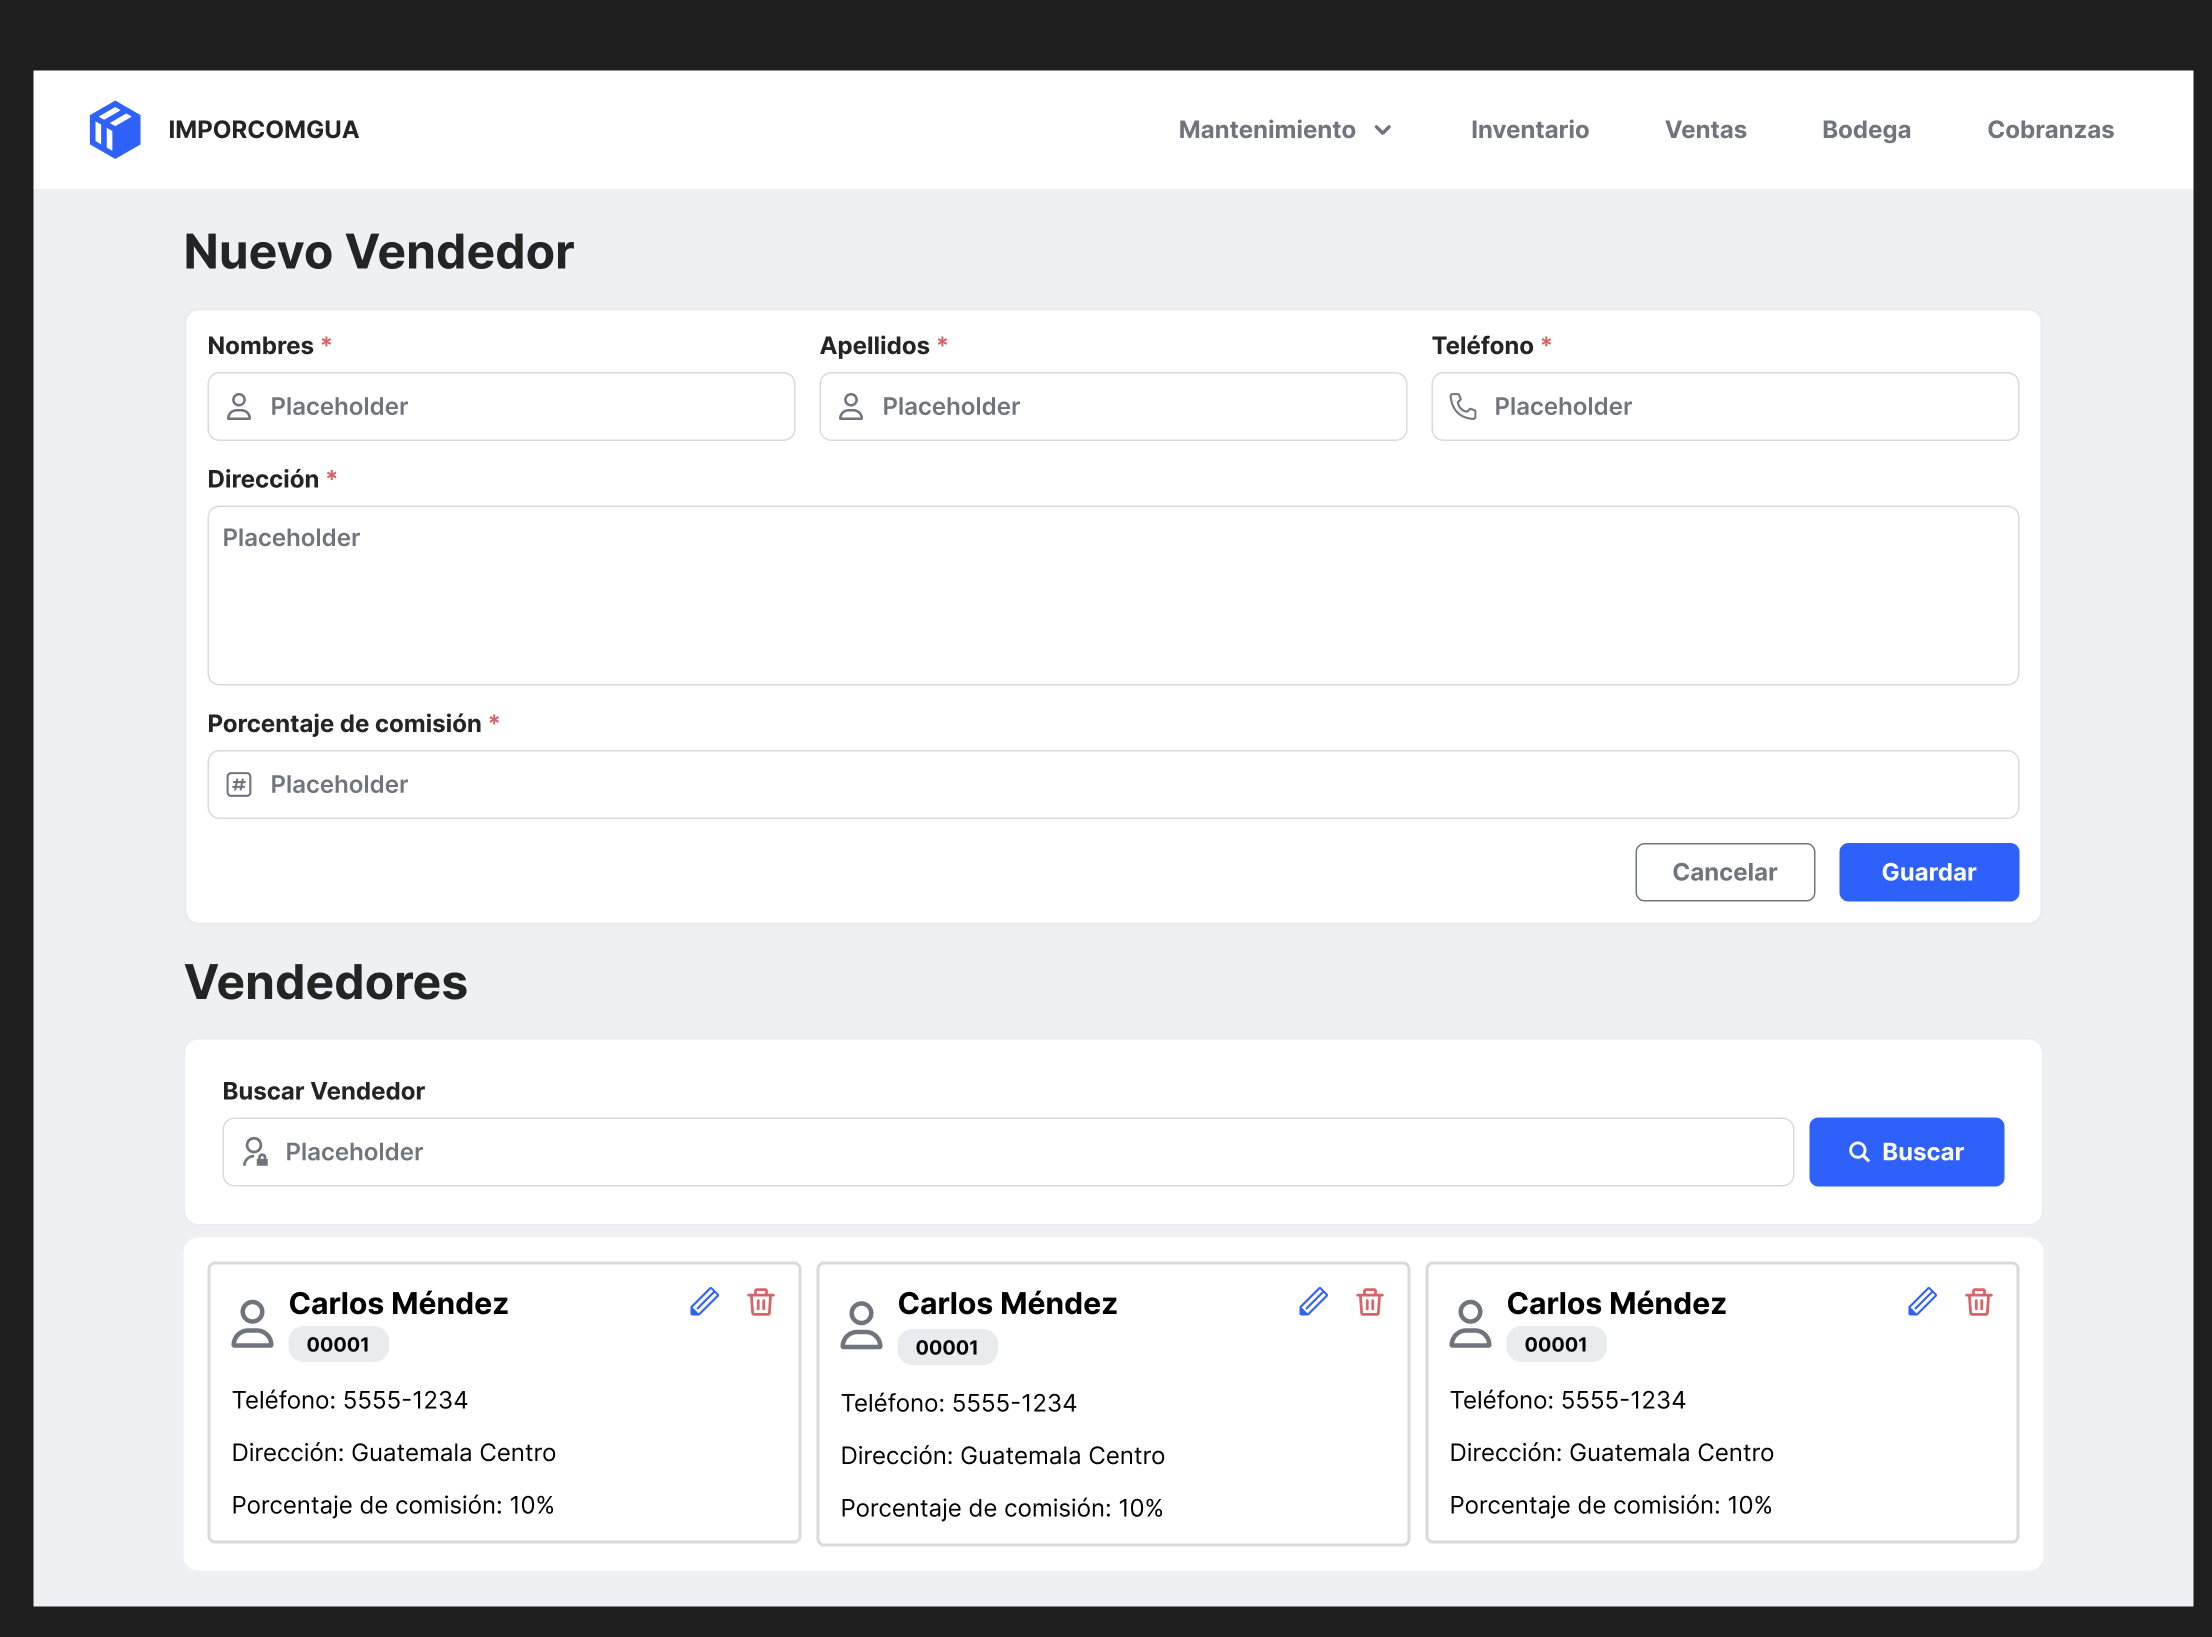 IMPORCOMGUA
Mantenimiento Inventario Ventas Bodega Cobranzas
Nuevo Vendedor
Nombres * Apellidos * Teléfono *
Placeholder Placeholder Placeholder
Dirección *
Placeholder
Porcentaje de comisión *
# Placeholder
Cancelar Guardar
Vendedores
Buscar Vendedor
Placeholder Buscar
Carlos Méndez
00001
Teléfono: 5555-1234
Dirección: Guatemala Centro
Porcentaje de comisión: 10%
Carlos Méndez
00001
Teléfono: 5555-1234
Dirección: Guatemala Centro
Porcentaje de comisión: 10%
Carlos Méndez
00001
Teléfono: 5555-1234
Dirección: Guatemala Centro
Porcentaje de comisión: 10%